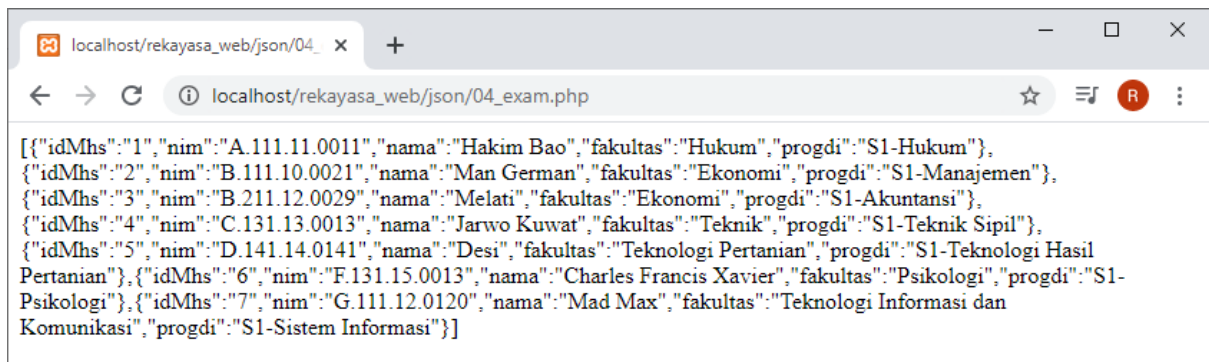 localhost/rekayasa_web/json/04_
localhost/rekayasa_web/json/04_exam.php
R
[{"idMhs":"1","nim":"A.111.11.0011","nama":"Hakim Bao","fakultas":"Hukum","progdi":"S1-Hukum"},
{"idMhs":"2","nim":"B.111.10.0021","nama":"Man German","fakultas":"Ekonomi","progdi":"S1-Manajemen"},
{"idMhs":"3","nim":"B.211.12.0029","nama":"Melati","fakultas":"Ekonomi","progdi":"S1-Akuntansi"},
{"idMhs":"4","nim":"C.131.13.0013","nama":"Jarwo Kuwat","fakultas":"Teknik","progdi":"S1-Teknik Sipil"},
{"idMhs":"5","nim":"D.141.14.0141","nama":"Desi","fakultas":"Teknologi Pertanian","progdi":"S1-Teknologi Hasil
Pertanian"},{"idMhs":"6","nim":"F.131.15.0013","nama":"Charles Francis Xavier","fakultas":"Psikologi","progdi":"S1-
Psikologi"},{"idMhs":"7","nim":"G.111.12.0120","nama":"Mad Max","fakultas":"Teknologi Informasi dan
Komunikasi","progdi":"S1-Sistem Informasi"}]